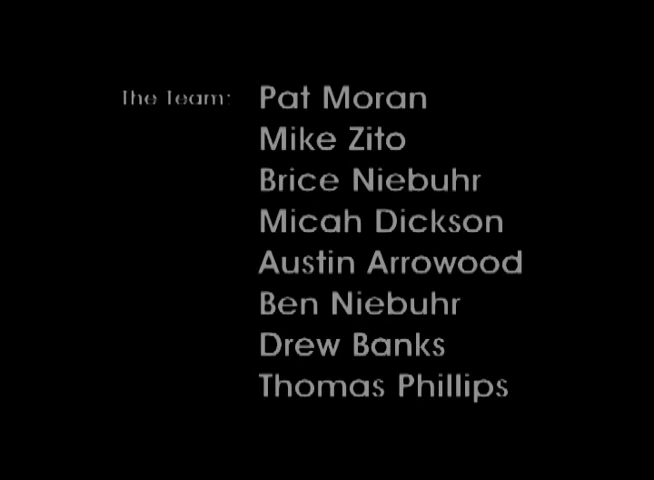 The Team: Pat Moran
Mike Zito
Brice Niebuhr
Micah Dickson
Austin Arrowood
Ben Niebuhr
Drew Banks
Thomas Phillips